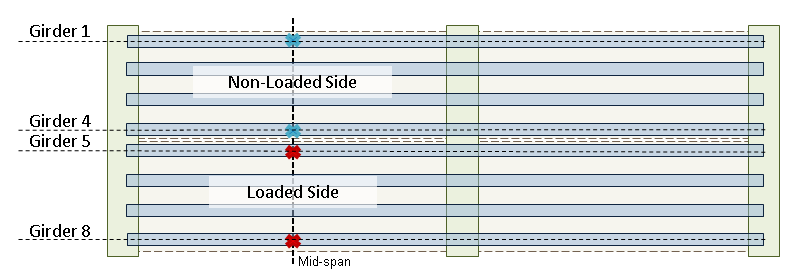 Girder 1
Non-Loaded Side
Girder 4
Girder 5
Loaded Side
Girder 8
Mid-span